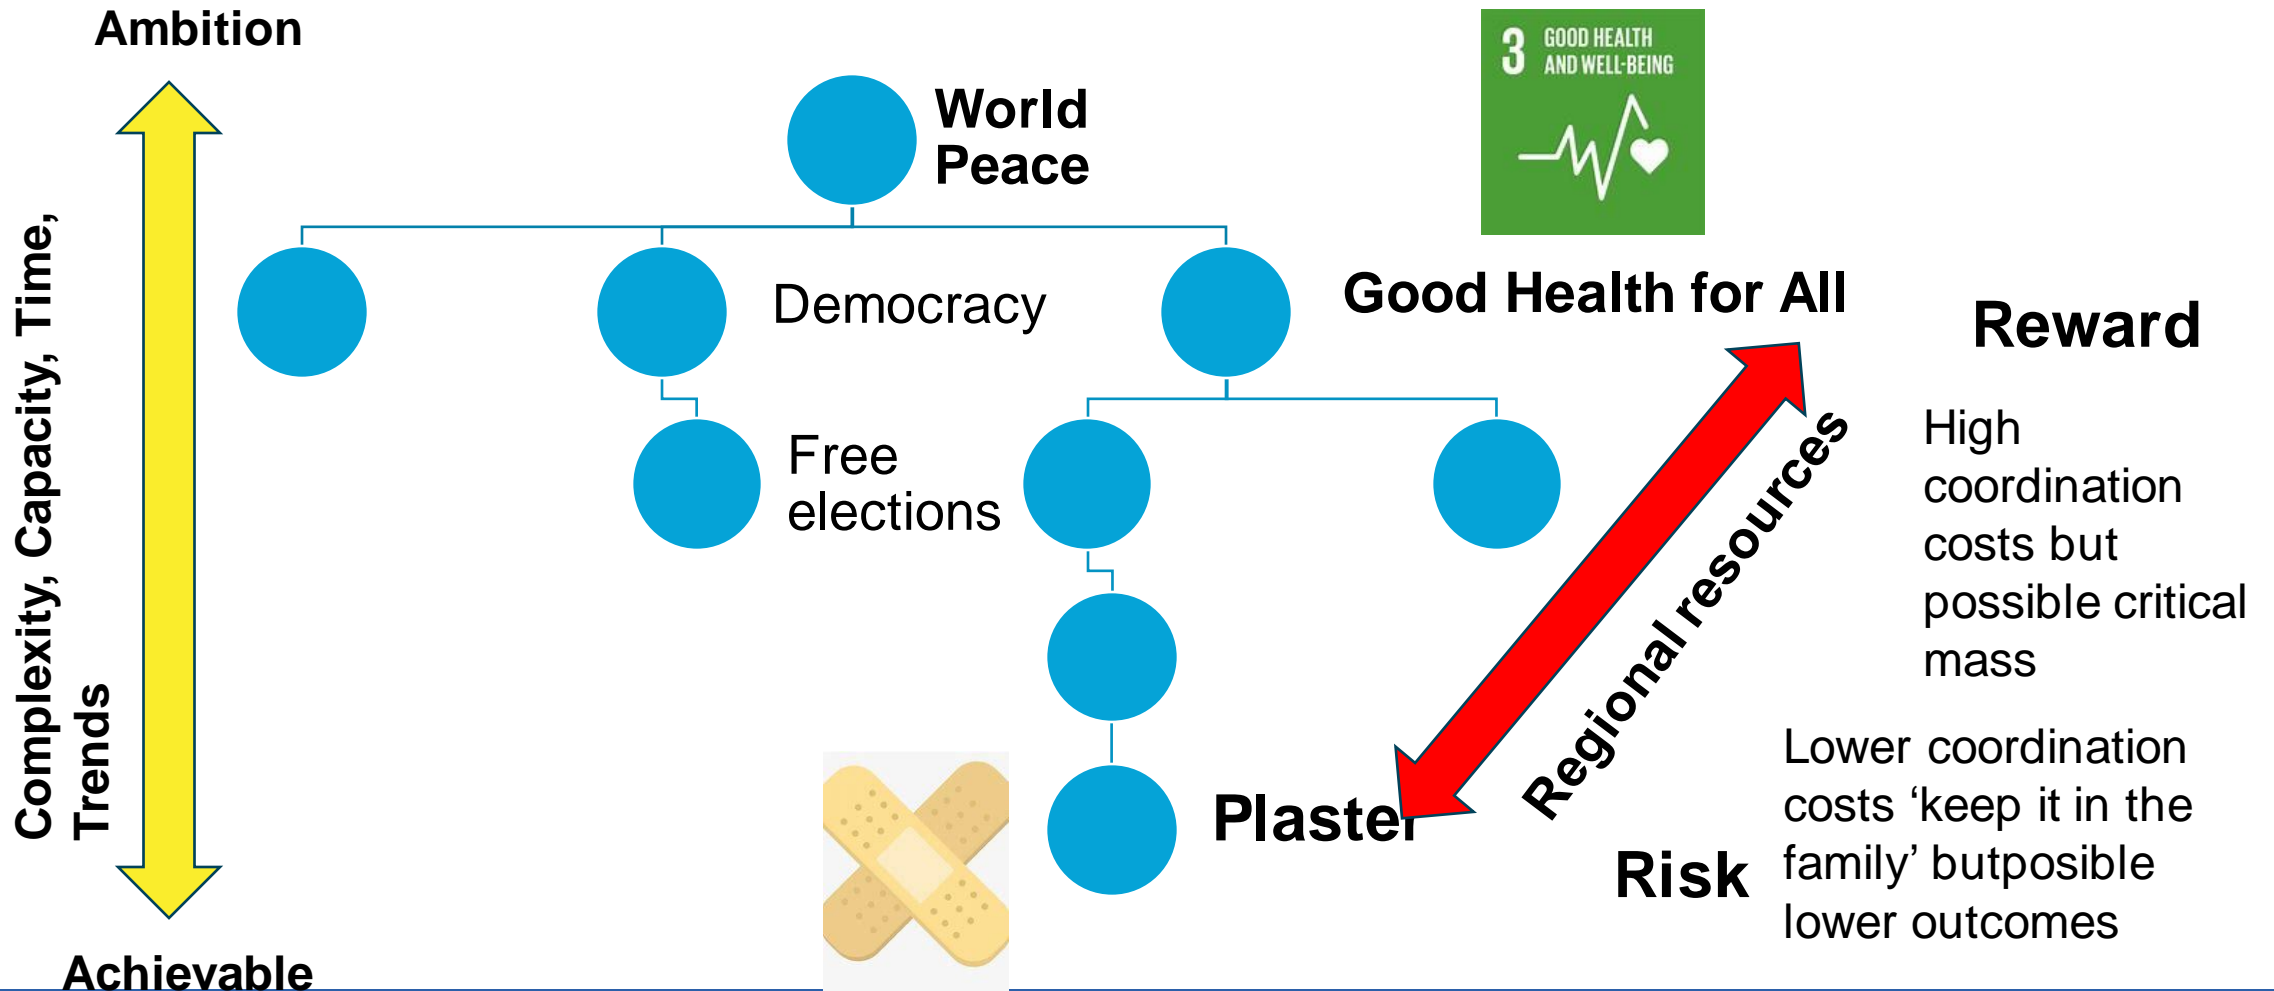 Ambition
3 GOOD HEALTH
AND WELL-BEING
World
Peace
Democracy
Good Health for All
Reward
Free
elections
High
coordination
costs but
possible critical
mass
Complexity, Capacity, Time,
Trends
Regional resources
Plaster
Risk
Lower coordination
costs ‘keep it in the
family’ butposible
lower outcomes
Achievable